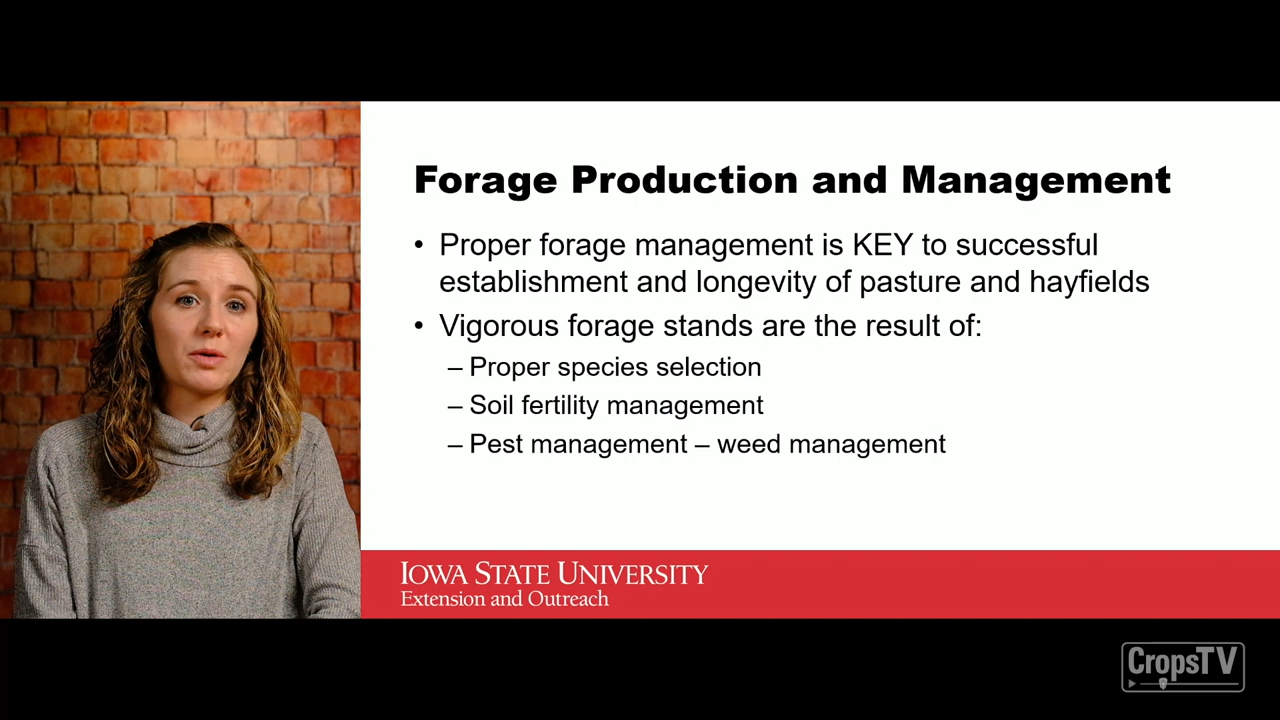 Forage Production and Management
• Proper forage management is KEY to successful
establishment and longevity of pasture and hayfields
• Vigorous forage stands are the result of:
– Proper species selection
– Soil fertility management
– Pest management – weed management
IOWA STATE UNIVERSITY
Extension and Outreach
CropsTV